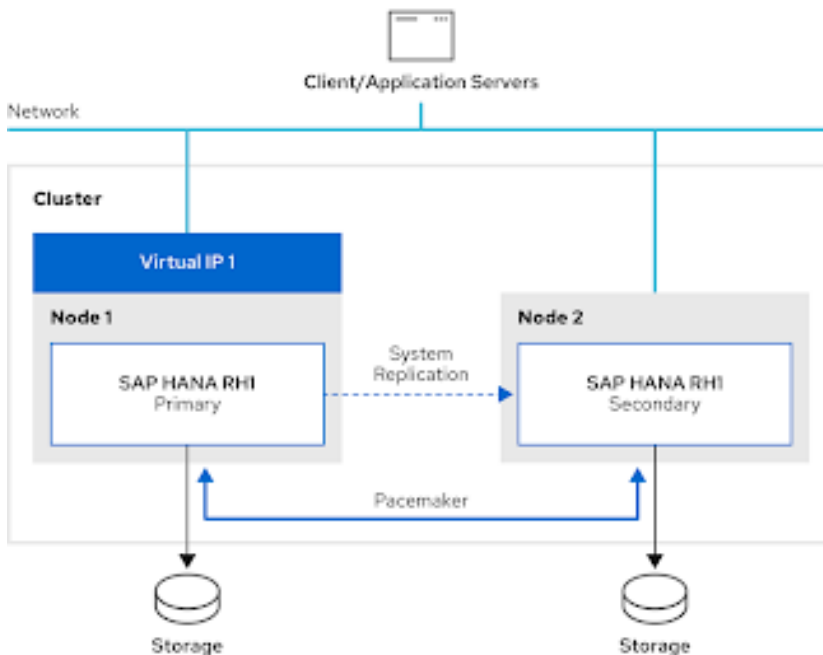 Client/Application Servers
Network
Cluster
Virtual IP 1
Node 1
Node 2
SAP HANA RH1
Primary
System
Replication
SAP HANA RH1
Secondary
Pacemaker
Storage
Storage